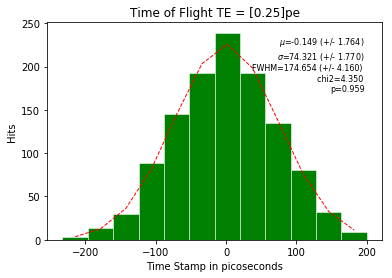 Time of Flight TE = [0.25]pe
μ=-0.149 (+/- 1.764)
σ=74.321 (+/- 1.770)
FWHM=174.654 (+/- 4.160)
chi2=4.350
p=0.959
Hits
250
200
150
100
50
0
−200
−100
0
100
200
Time Stamp in picoseconds